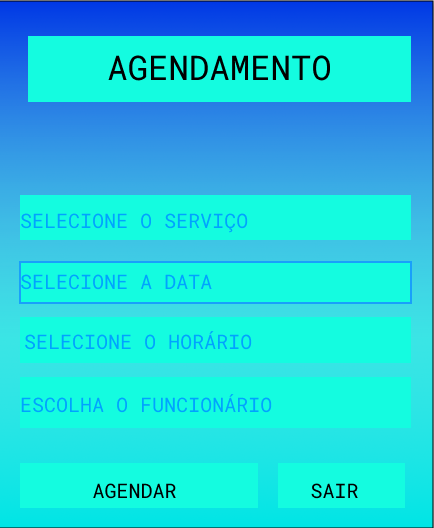 AGENDAMENTO
SELECIONE O SERVIÇO
SELECIONE A DATA
SELECIONE O HORÁRIO
ESCOLHA O FUNCIONÁRIO
AGENDAR SAIR